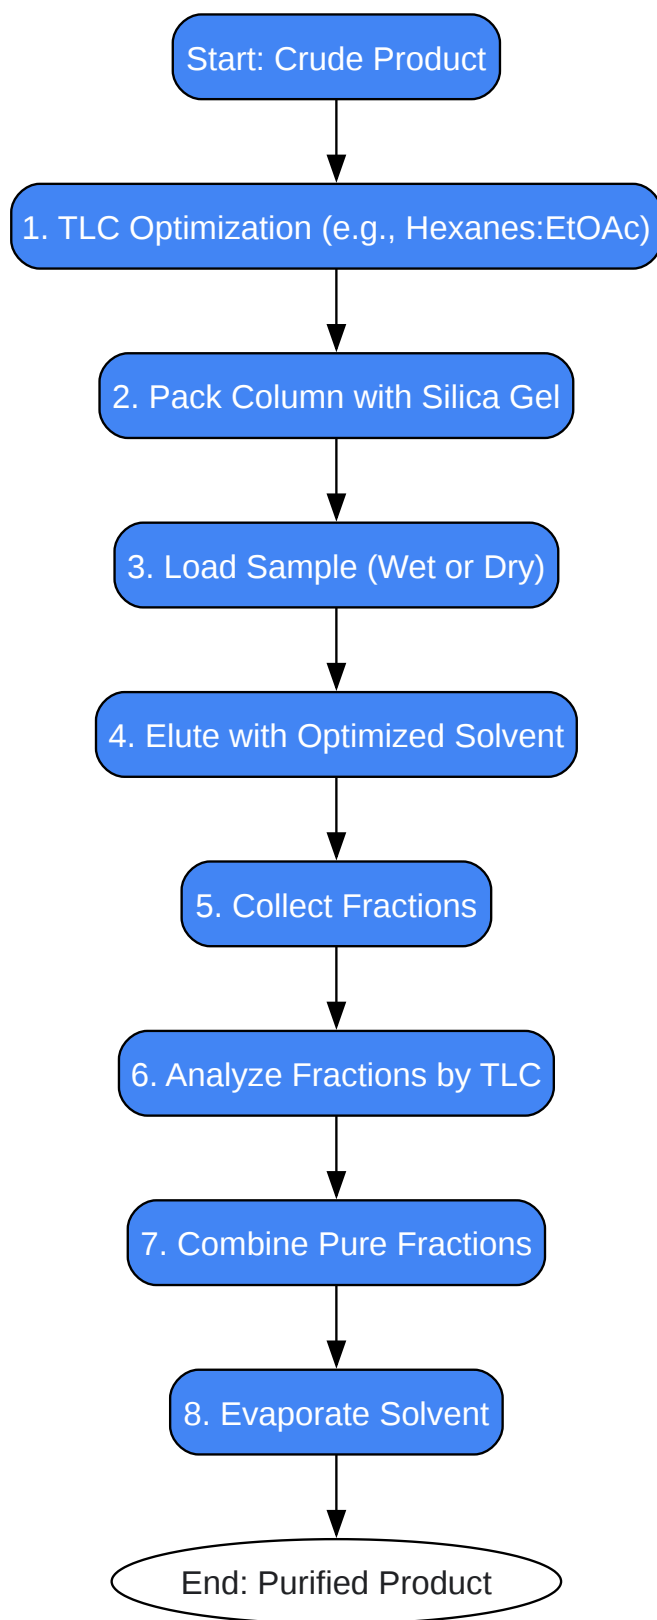 Start: Crude Product
1. TLC Optimization (e.g., Hexanes:EtOAc)
2. Pack Column with Silica Gel
3. Load Sample (Wet or Dry)
4. Elute with Optimized Solvent
5. Collect Fractions
6. Analyze Fractions by TLC
7. Combine Pure Fractions
8. Evaporate Solvent
End: Purified Product